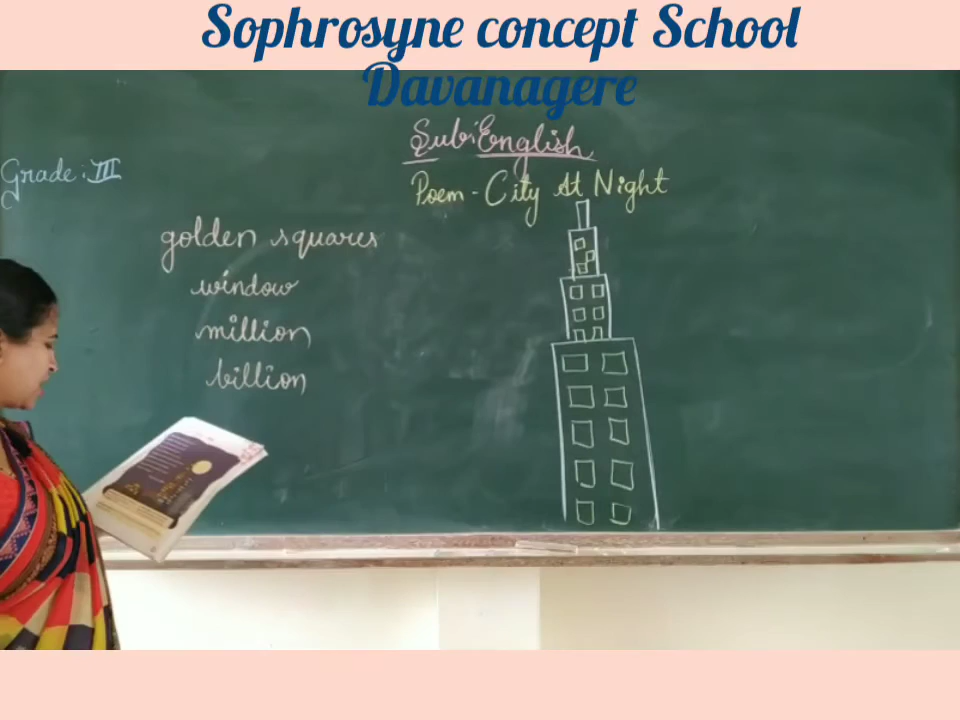 Sophrosyne concept School
Davanagere
Sub: English
Grade: III
Poem - City At Night
golden squares
window
million
billion